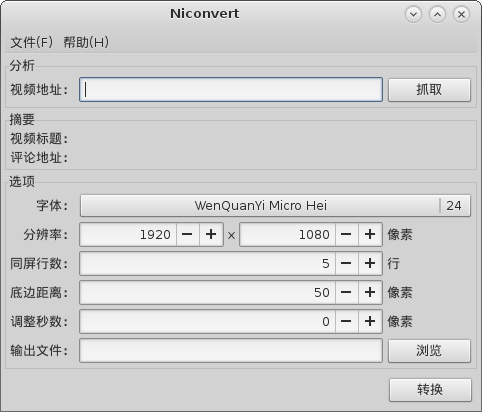 Niconvert
文件(F) 帮助(H)
分析
视频地址: 抓取
摘要
视频标题:
评论地址:
选项
字体: WenQuanYi Micro Hei 24
分辨率: 1920 − + × 1080 − + 像素
同屏行数: 5 − + 行
底边距离: 50 − + 像素
调整秒数: 0 − + 像素
输出文件: 浏览
转换